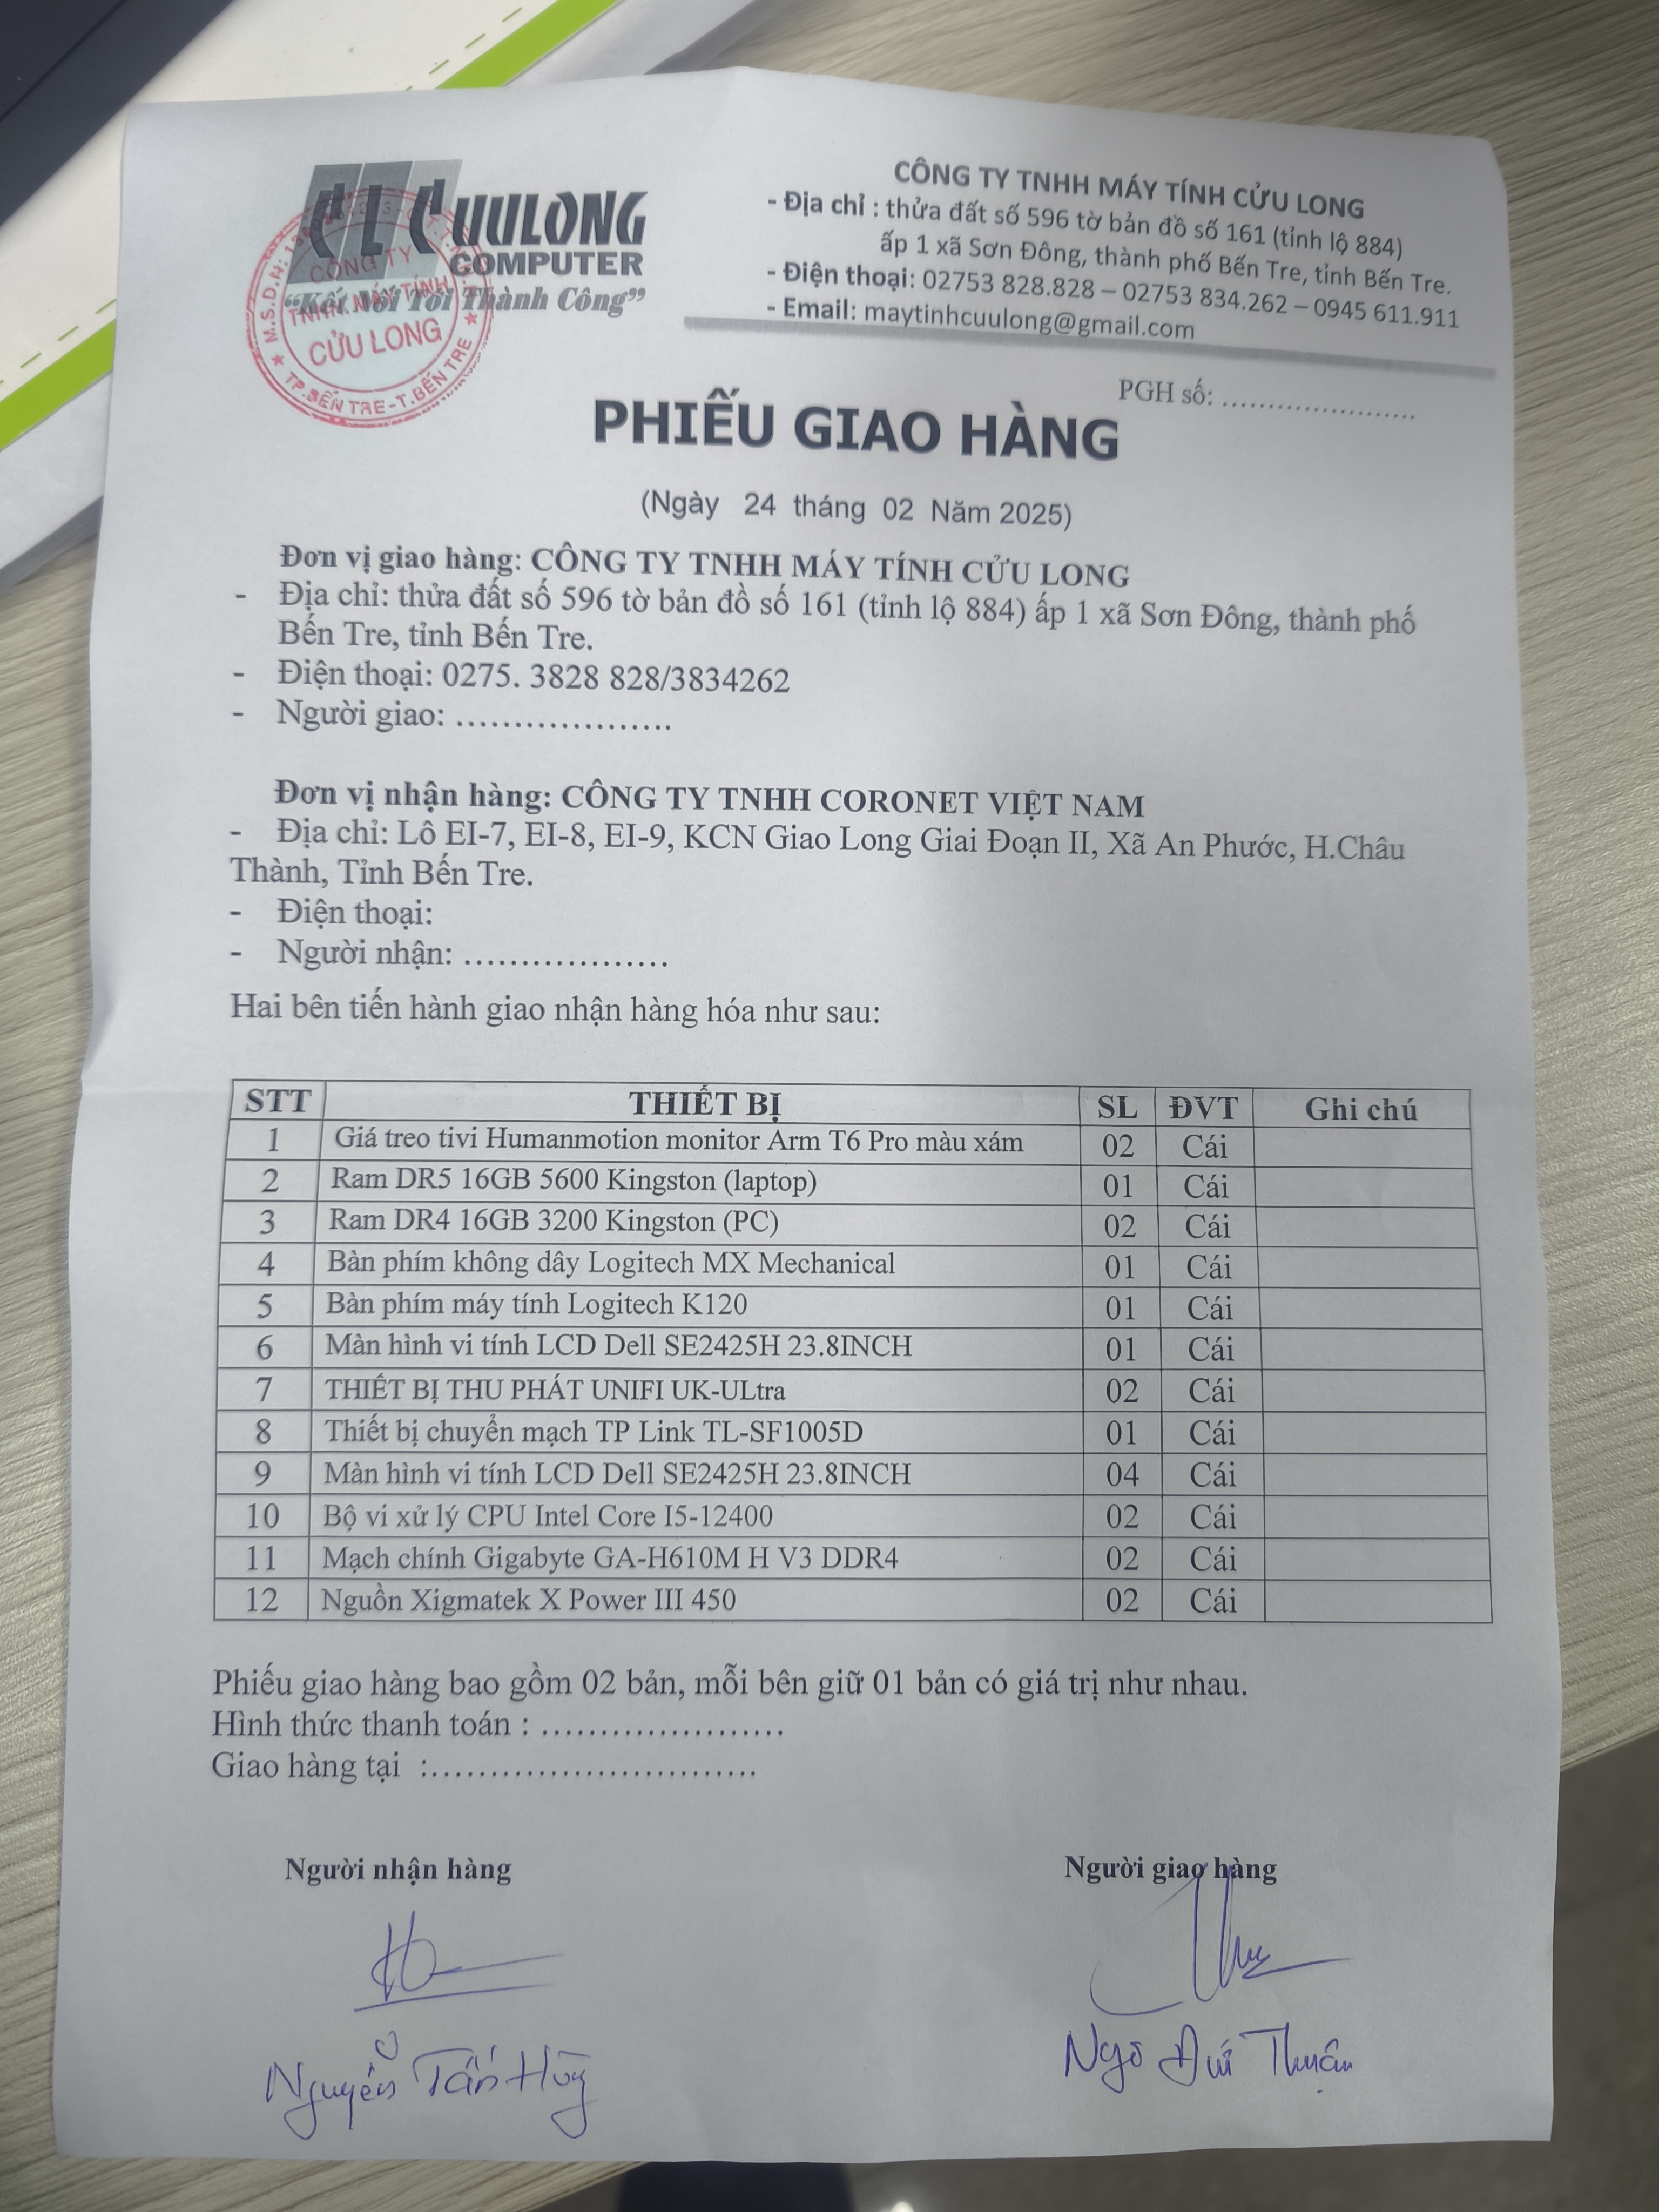 CUULONG
COMPUTER
"Kết Nối Tới Thành Công"
CÔNG TY
TNHH MÁY TÍNH
CỬU LONG
TP.BẾN TRE-T.BẾN TRE
CÔNG TY TNHH MÁY TÍNH CỬU LONG
- Địa chỉ : thửa đất số 596 tờ bản đồ số 161 (tỉnh lộ 884)
ấp 1 xã Sơn Đông, thành phố Bến Tre, tỉnh Bến Tre.
- Điện thoại: 02753 828.828 – 02753 834.262 – 0945 611.911
- Email: maytinhcuulong@gmail.com
PGH số: ......................
PHIẾU GIAO HÀNG
(Ngày 24 tháng 02 Năm 2025)
Đơn vị giao hàng: CÔNG TY TNHH MÁY TÍNH CỬU LONG
- Địa chỉ: thửa đất số 596 tờ bản đồ số 161 (tỉnh lộ 884) ấp 1 xã Sơn Đông, thành phố
Bến Tre, tỉnh Bến Tre.
- Điện thoại: 0275. 3828 828/3834262
- Người giao: ...................
Đơn vị nhận hàng: CÔNG TY TNHH CORONET VIỆT NAM
- Địa chỉ: Lô EI-7, EI-8, EI-9, KCN Giao Long Giai Đoạn II, Xã An Phước, H.Châu
Thành, Tỉnh Bến Tre.
- Điện thoại:
- Người nhận: ..................
Hai bên tiến hành giao nhận hàng hóa như sau:
STT THIẾT BỊ SL ĐVT Ghi chú
1 Giá treo tivi Humanmotion monitor Arm T6 Pro màu xám 02 Cái
2 Ram DR5 16GB 5600 Kingston (laptop) 01 Cái
3 Ram DR4 16GB 3200 Kingston (PC) 02 Cái
4 Bàn phím không dây Logitech MX Mechanical 01 Cái
5 Bàn phím máy tính Logitech K120 01 Cái
6 Màn hình vi tính LCD Dell SE2425H 23.8INCH 01 Cái
7 THIẾT BỊ THU PHÁT UNIFI UK-ULtra 02 Cái
8 Thiết bị chuyển mạch TP Link TL-SF1005D 01 Cái
9 Màn hình vi tính LCD Dell SE2425H 23.8INCH 04 Cái
10 Bộ vi xử lý CPU Intel Core I5-12400 02 Cái
11 Mạch chính Gigabyte GA-H610M H V3 DDR4 02 Cái
12 Nguồn Xigmatek X Power III 450 02 Cái
Phiếu giao hàng bao gồm 02 bản, mỗi bên giữ 01 bản có giá trị như nhau.
Hình thức thanh toán : .....................
Giao hàng tại :............................
Người nhận hàng Người giao hàng
Nguyễn Tấn Ngô Đức Thuận